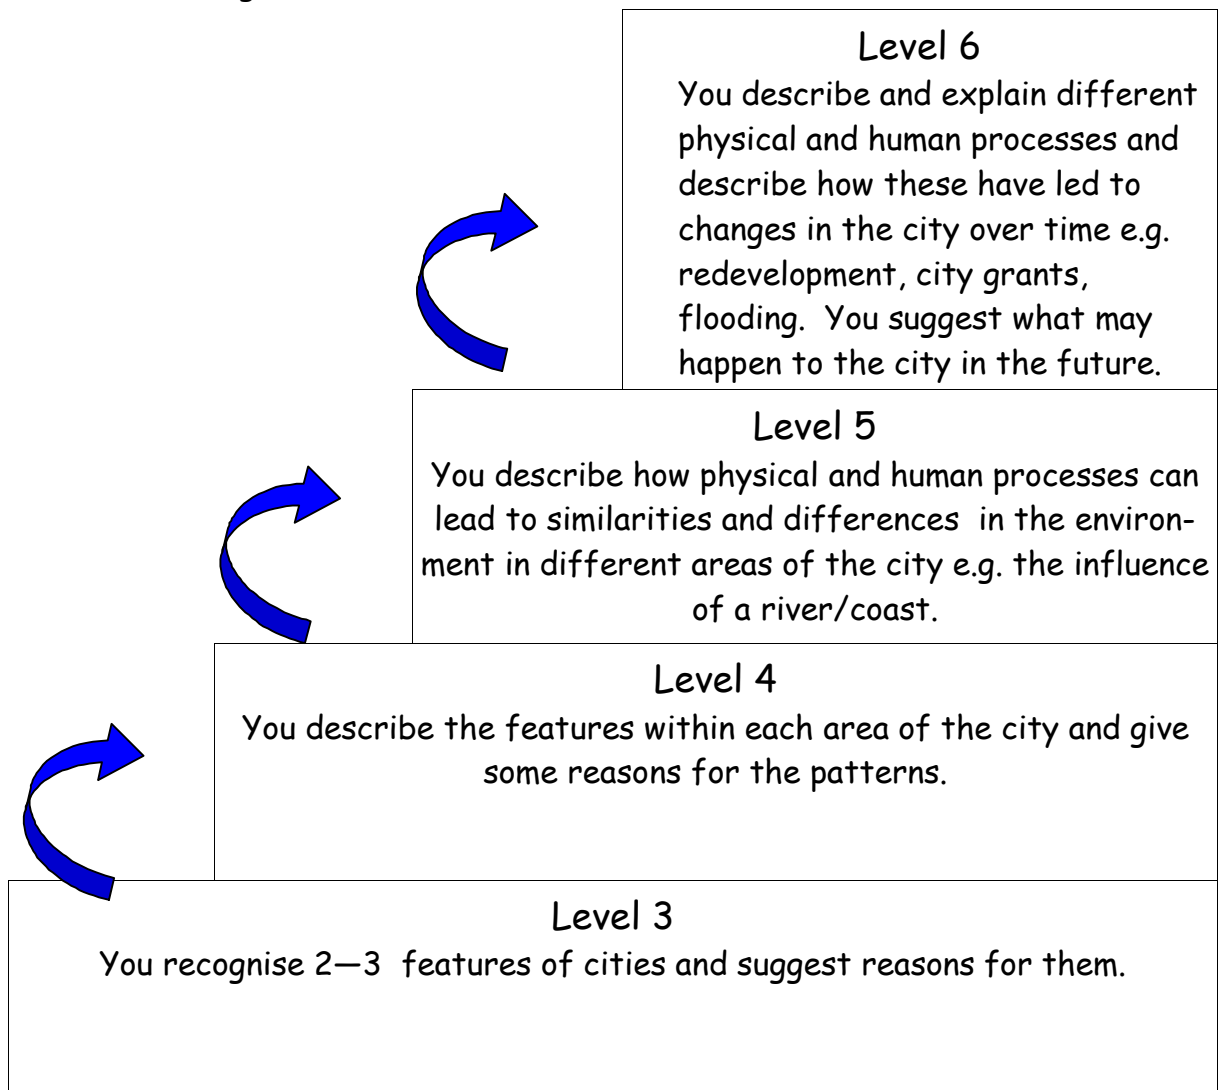 Level 6
You describe and explain different
physical and human processes and
describe how these have led to
changes in the city over time e.g.
redevelopment, city grants,
flooding.  You suggest what may
happen to the city in the future.
Level 5
You describe how physical and human processes can
lead to similarities and differences  in the environ-
ment in different areas of the city e.g. the influence
of a river/coast.
Level 4
You describe the features within each area of the city and give
some reasons for the patterns.
Level 3
You recognise 2—3  features of cities and suggest reasons for them.